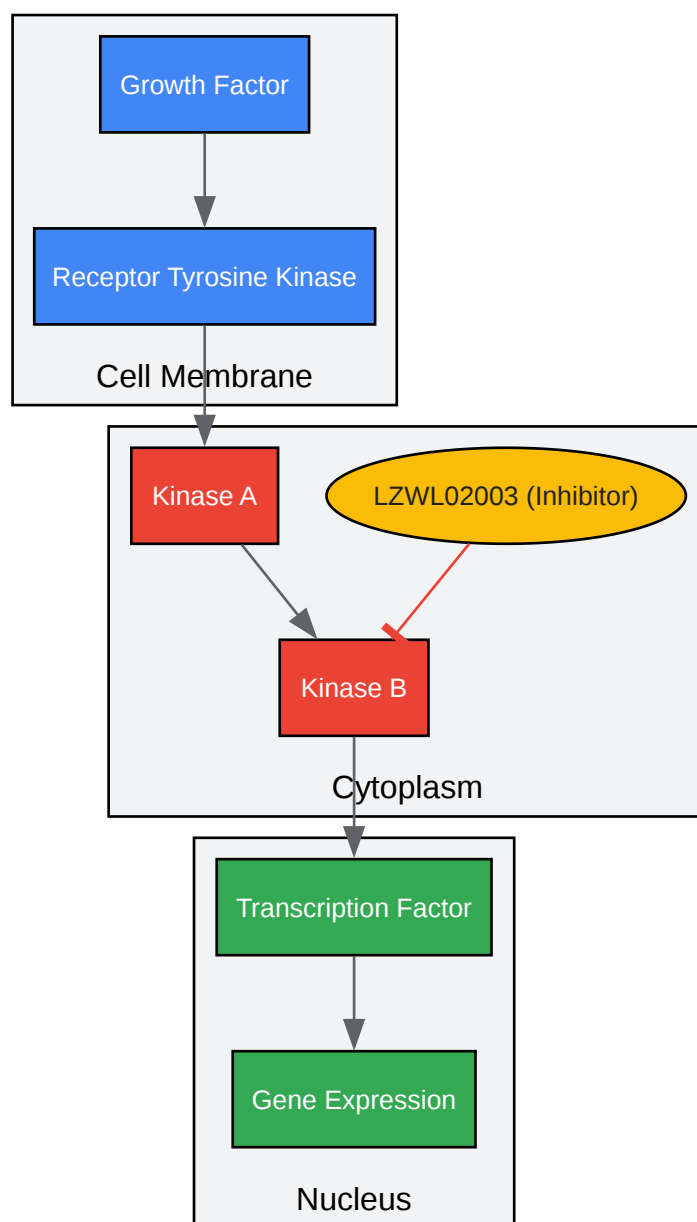 Growth Factor
Receptor Tyrosine Kinase
Cell Membrane
Kinase A
LZWL02003 (Inhibitor)
Kinase B
Cytoplasm
Transcription Factor
Gene Expression
Nucleus